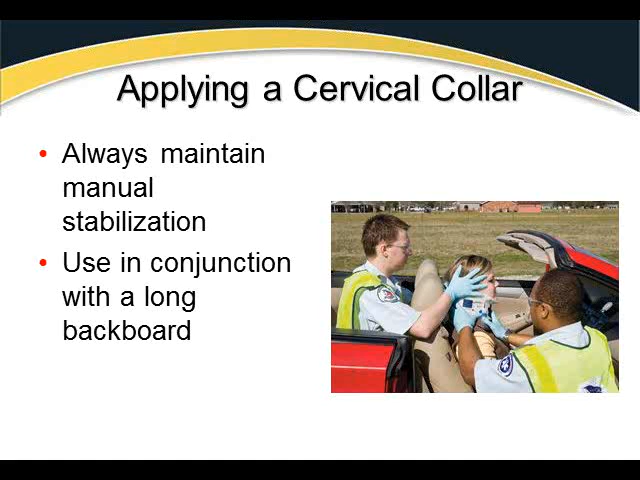 Applying a Cervical Collar
• Always maintain
manual
stabilization
• Use in conjunction
with a long
backboard